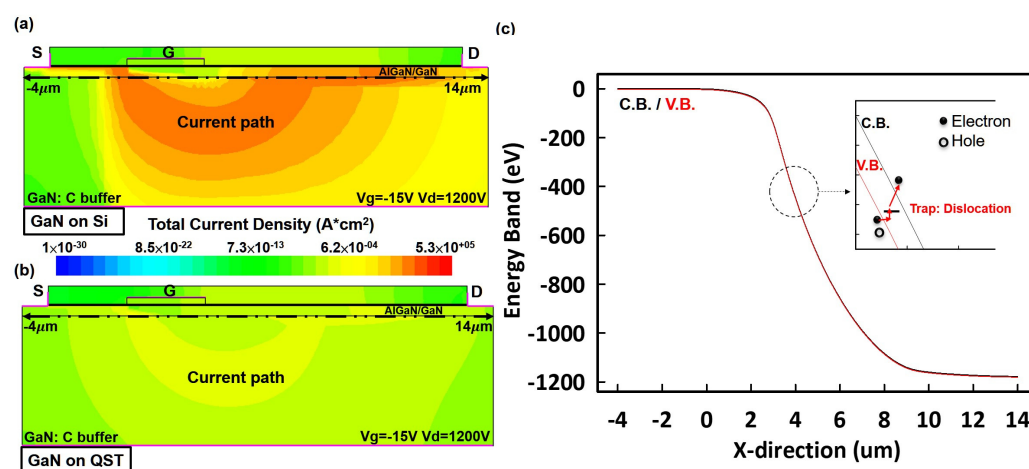 (a)
S G D
AlGaN/GaN
-4μm 14μm
Current path
GaN: C buffer Vg=-15V Vd=1200V
GaN on Si
Total Current Density (A*cm²)
1×10⁻³⁰ 8.5×10⁻²² 7.3×10⁻¹³ 6.2×10⁻⁰⁴ 5.3×10⁺⁰⁵
(b)
S G D
AlGaN/GaN
-4μm 14μm
Current path
GaN: C buffer Vg=-15V Vd=1200V
GaN on QST
(c)
C.B. / V.B.
C.B.
V.B.
Electron
Hole
Trap: Dislocation
Energy Band (eV)
0
-200
-400
-600
-800
-1000
-1200
-4 -2 0 2 4 6 8 10 12 14
X-direction (um)